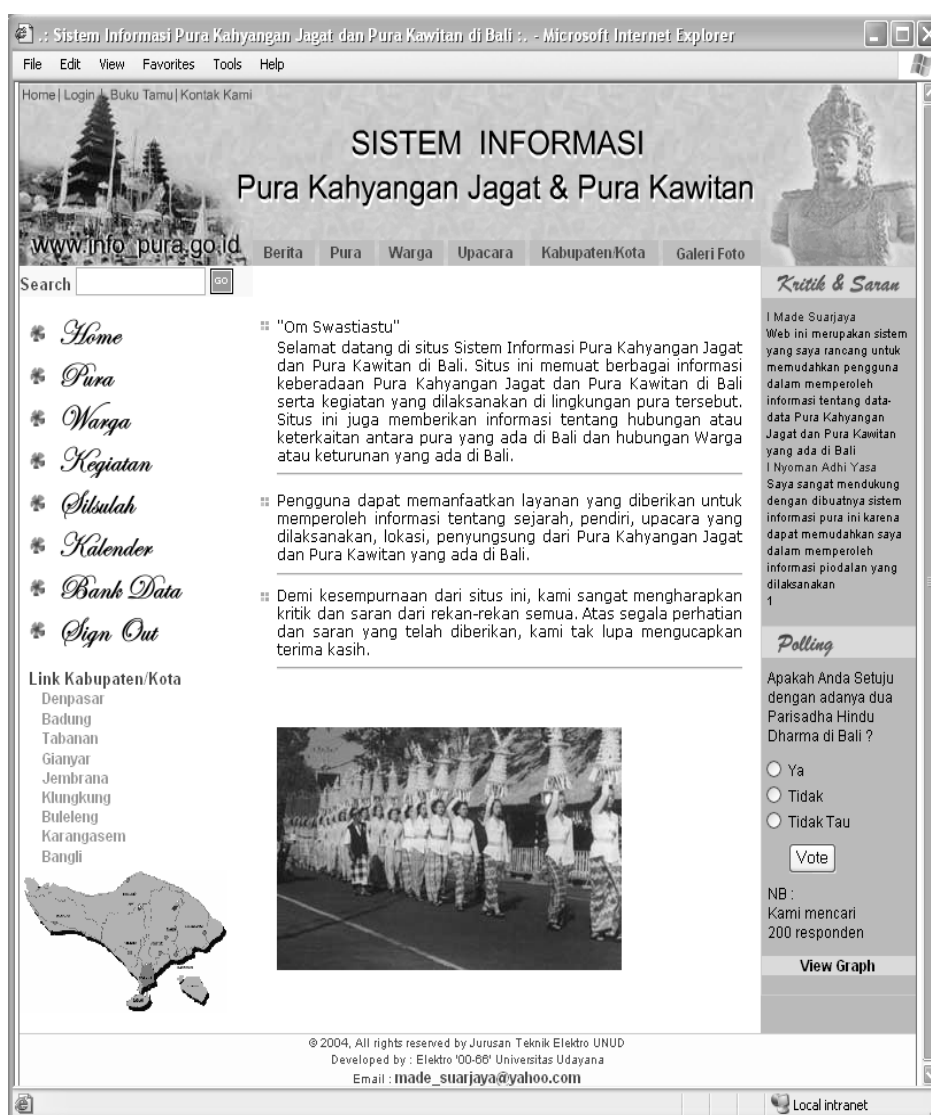 .: Sistem Informasi Pura Kahyangan Jagat dan Pura Kawitan di Bali :. - Microsoft Internet Explorer
File Edit View Favorites Tools Help
Home | Login | Buku Tamu | Kontak Kami
SISTEM INFORMASI
Pura Kahyangan Jagat & Pura Kawitan
www.info_pura.go.id
Berita Pura Warga Upacara Kabupaten/Kota Galeri Foto
Search GO
Home
Pura
Warga
Kegiatan
Silsulah
Kalender
Bank Data
Sign Out
Link Kabupaten/Kota
Denpasar
Badung
Tabanan
Gianyar
Jembrana
Klungkung
Buleleng
Karangasem
Bangli
"Om Swastiastu"
Selamat datang di situs Sistem Informasi Pura Kahyangan Jagat
dan Pura Kawitan di Bali. Situs ini memuat berbagai informasi
keberadaan Pura Kahyangan Jagat dan Pura Kawitan di Bali
serta kegiatan yang dilaksanakan di lingkungan pura tersebut.
Situs ini juga memberikan informasi tentang hubungan atau
keterkaitan antara pura yang ada di Bali dan hubungan Warga
atau keturunan yang ada di Bali.
Pengguna dapat memanfaatkan layanan yang diberikan untuk
memperoleh informasi tentang sejarah, pendiri, upacara yang
dilaksanakan, lokasi, penyungsung dari Pura Kahyangan Jagat
dan Pura Kawitan yang ada di Bali.
Demi kesempurnaan dari situs ini, kami sangat mengharapkan
kritik dan saran dari rekan-rekan semua. Atas segala perhatian
dan saran yang telah diberikan, kami tak lupa mengucapkan
terima kasih.
Kritik & Saran
I Made Suarjaya
Web ini merupakan sistem
yang saya rancang untuk
memudahkan pengguna
dalam memperoleh
informasi tentang data-
data Pura Kahyangan
Jagat dan Pura Kawitan
yang ada di Bali
I Nyoman Adhi Yasa
Saya sangat mendukung
dengan dibuatnya sistem
informasi pura ini karena
dapat memudahkan saya
dalam memperoleh
informasi piodalan yang
dilaksanakan
1
Polling
Apakah Anda Setuju
dengan adanya dua
Parisadha Hindu
Dharma di Bali ?
Ya
Tidak
Tidak Tau
Vote
NB :
Kami mencari
200 responden
View Graph
© 2004, All rights reserved by Jurusan Teknik Elektro UNUD
Developed by : Elektro '00-66' Universitas Udayana
Email : made_suarjaya@yahoo.com
Local intranet